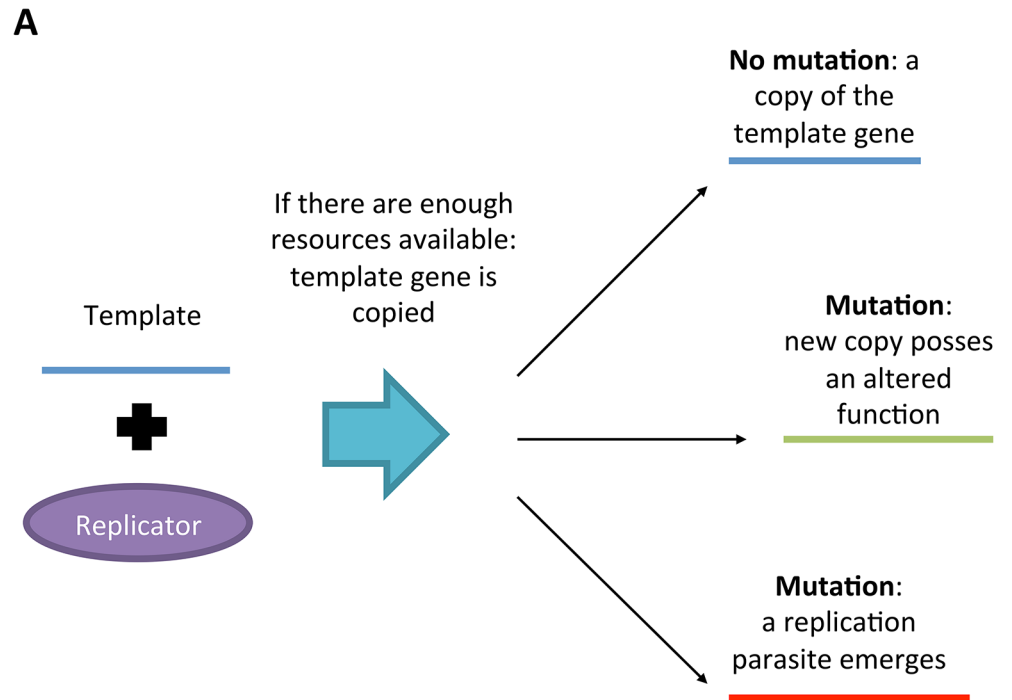 A
No mutation: a
copy of the
template gene
If there are enough
resources available:
template gene is
copied
Template
Replicator
Mutation:
new copy posses
an altered
function
Mutation:
a replication
parasite emerges